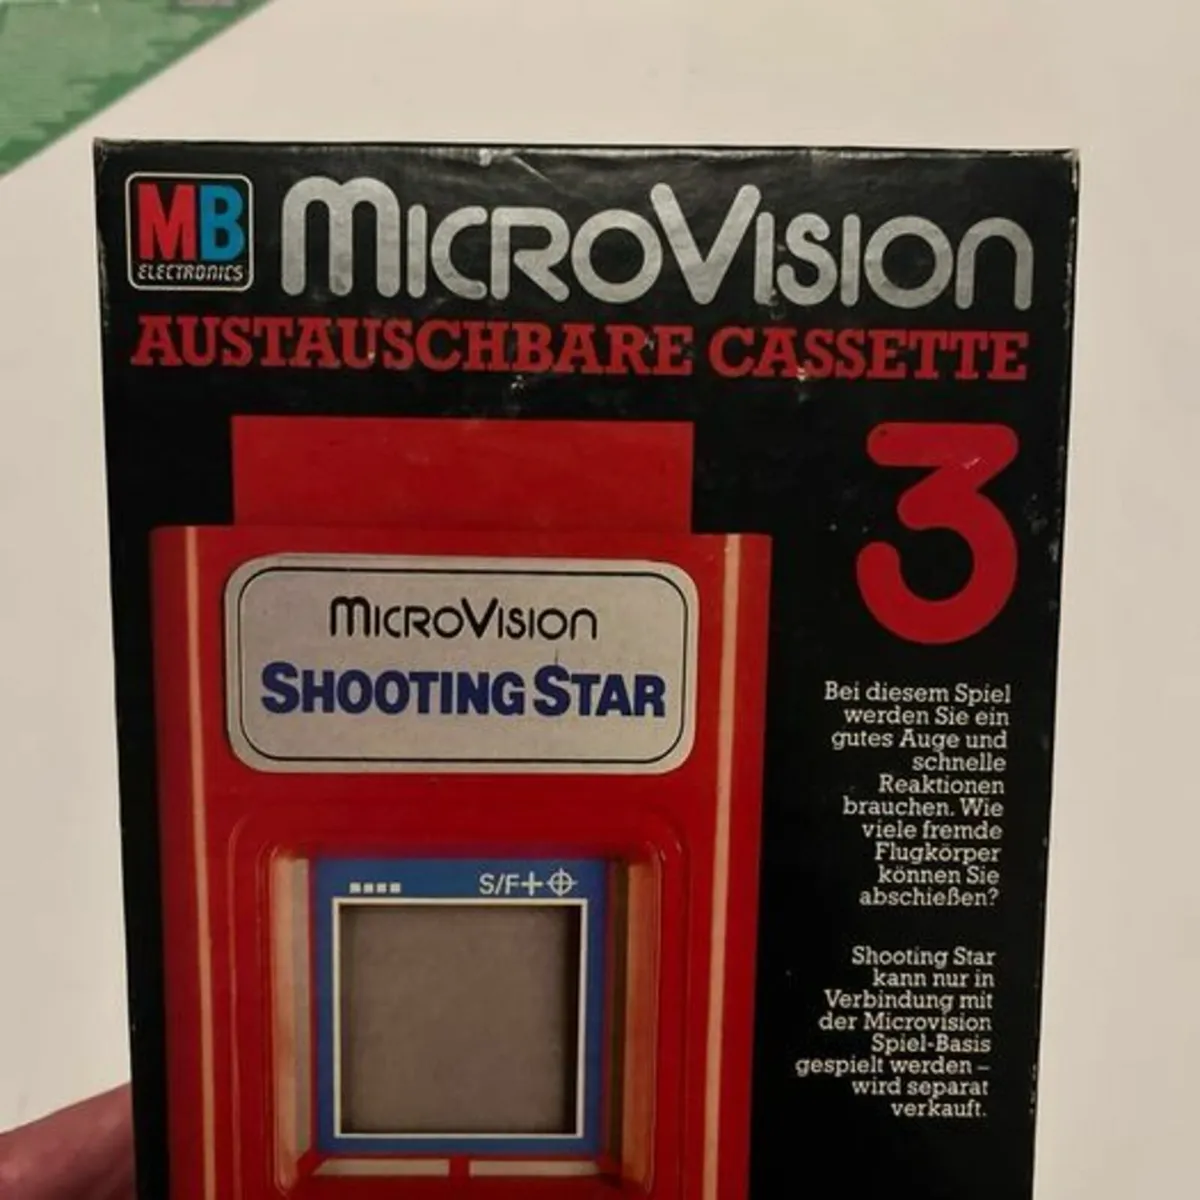 MB
ELECTRONICS
MICROVISION
AUSTAUSCHBARE CASSETTE
3
MICROVISION
SHOOTING STAR
S/F+
Bei diesem Spiel
werden Sie ein
gutes Auge und
schnelle
Reaktionen
brauchen. Wie
viele fremde
Flugkörper
können Sie
abschießen?
Shooting Star
kann nur in
Verbindung mit
der Microvision
Spiel-Basis
gespielt werden –
wird separat
verkauft.